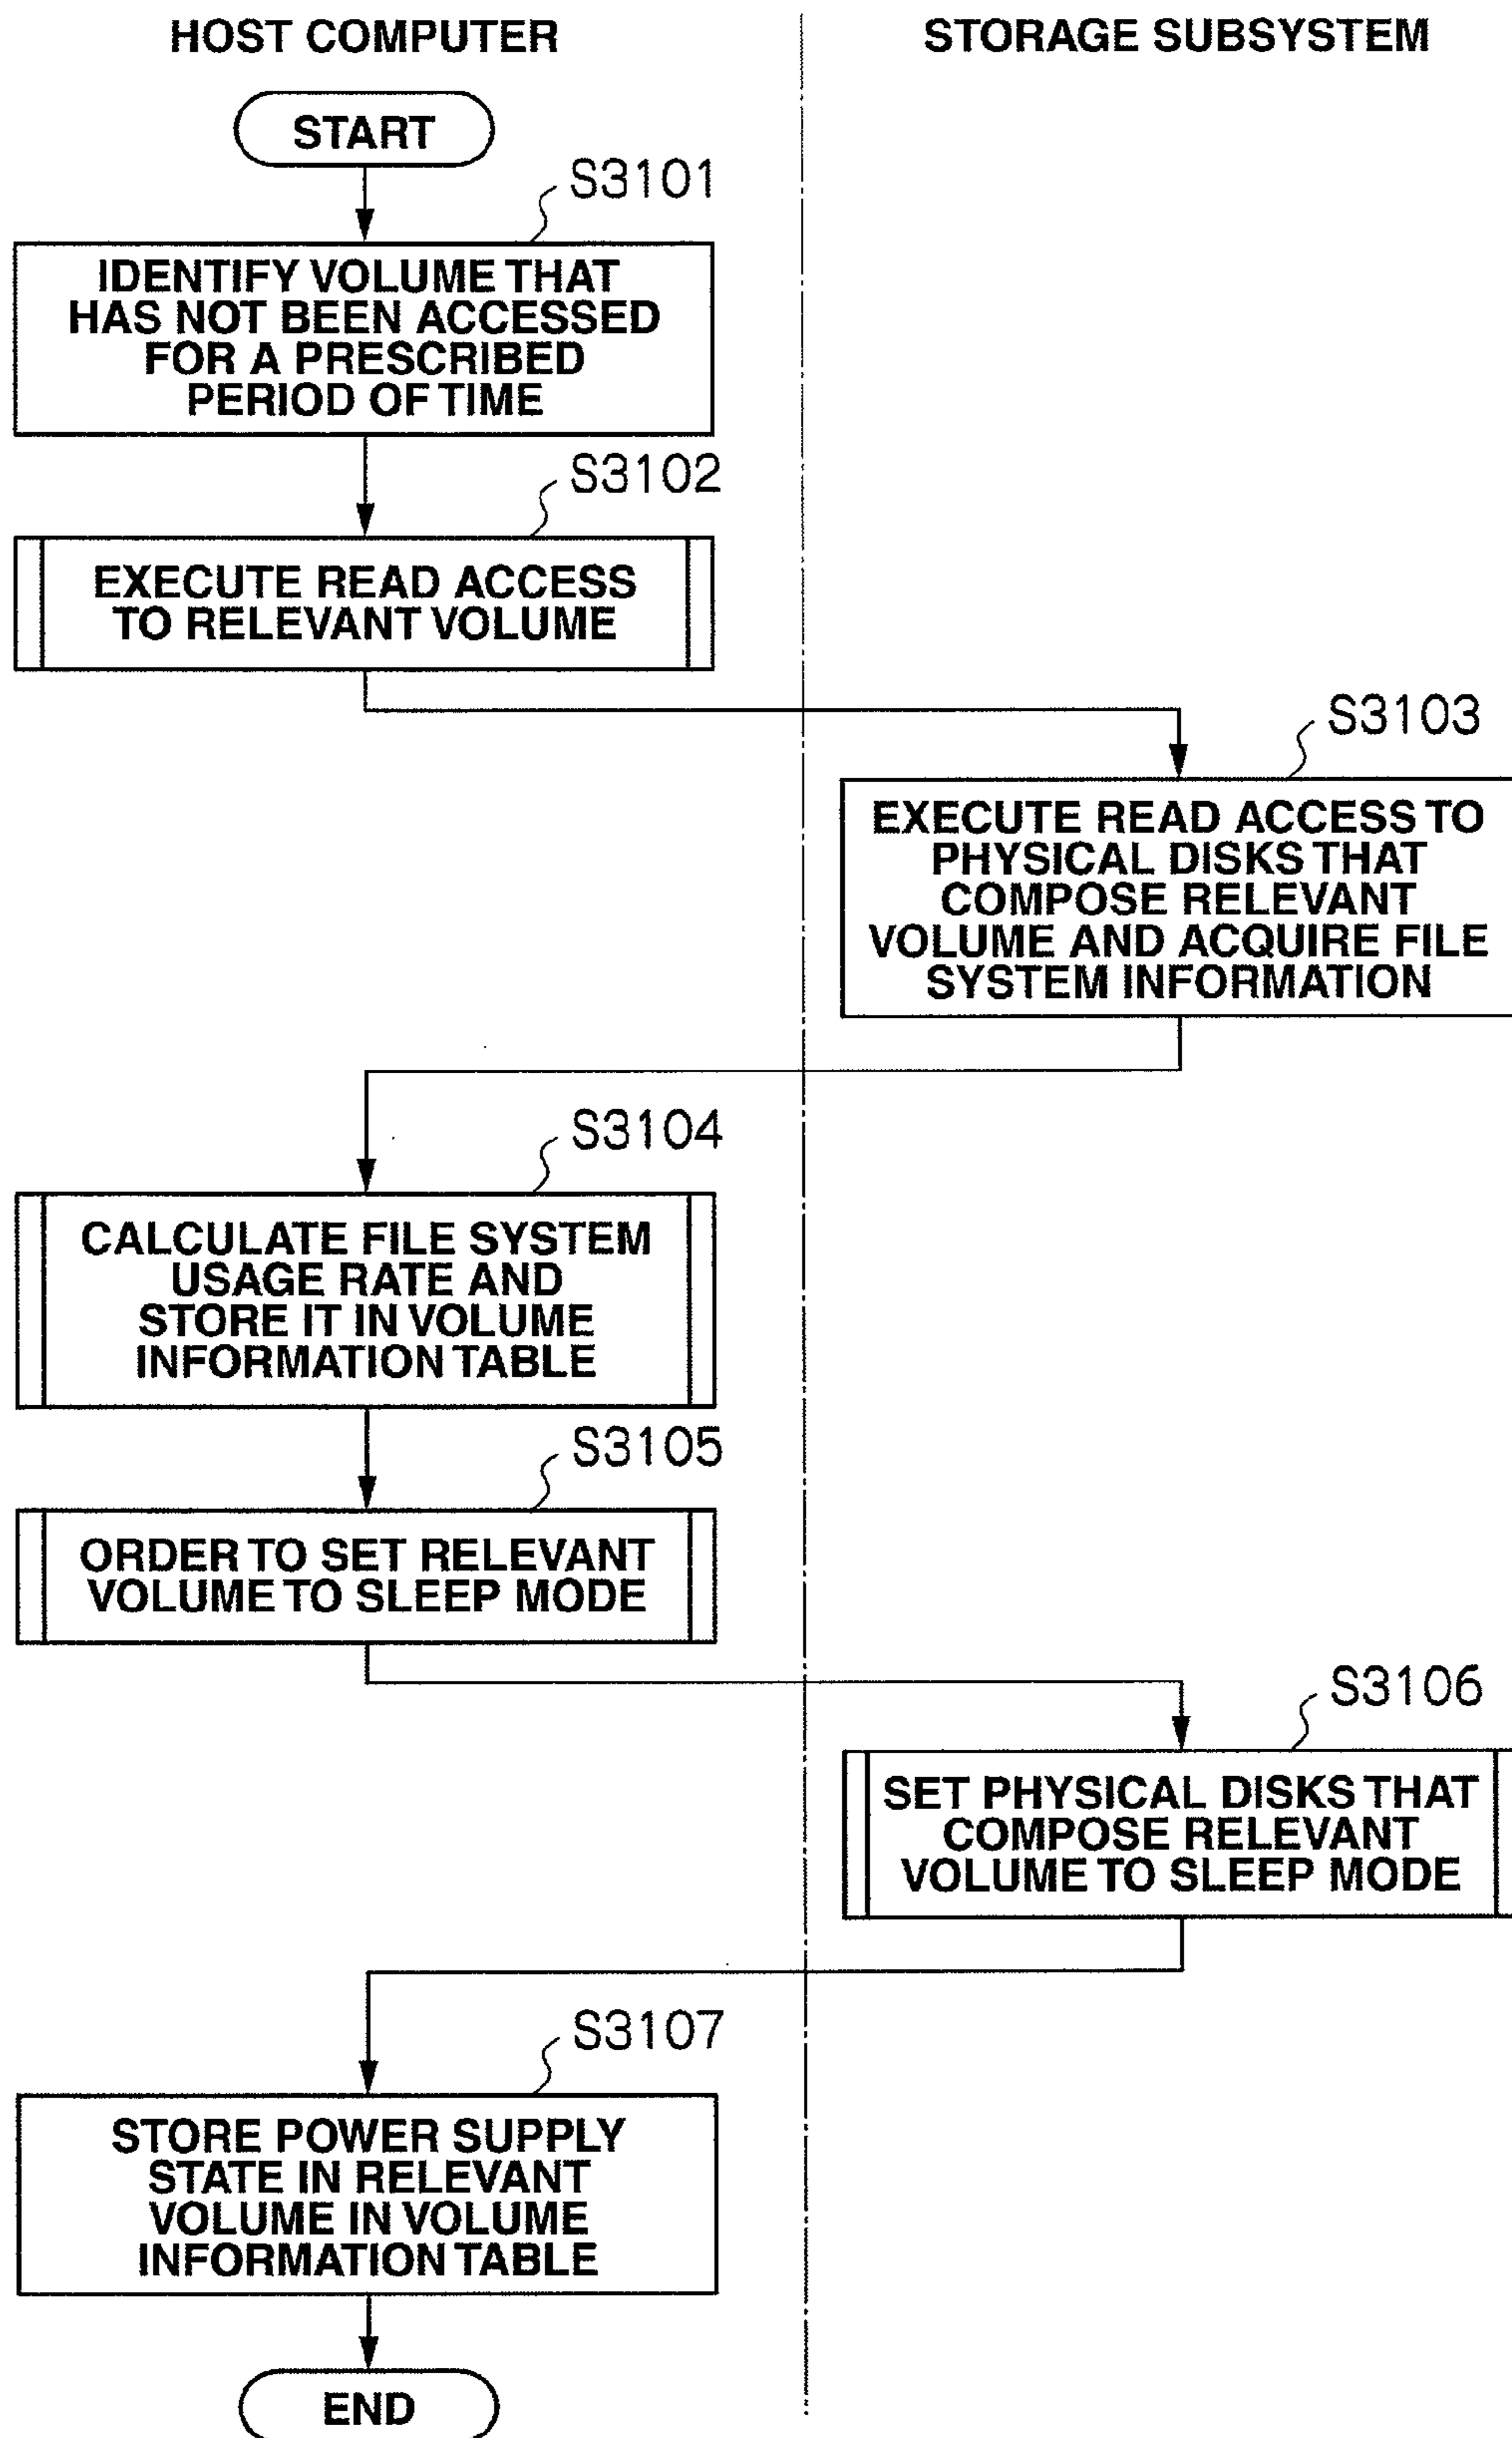 HOST COMPUTER
STORAGE SUBSYSTEM
START
S3101
IDENTIFY VOLUME THAT
HAS NOT BEEN ACCESSED
FOR A PRESCRIBED
PERIOD OF TIME
S3102
EXECUTE READ ACCESS
TO RELEVANT VOLUME
S3103
EXECUTE READ ACCESS TO
PHYSICAL DISKS THAT
COMPOSE RELEVANT
VOLUME AND ACQUIRE FILE
SYSTEM INFORMATION
S3104
CALCULATE FILE SYSTEM
USAGE RATE AND
STORE IT IN VOLUME
INFORMATION TABLE
S3105
ORDER TO SET RELEVANT
VOLUME TO SLEEP MODE
S3106
SET PHYSICAL DISKS THAT
COMPOSE RELEVANT
VOLUME TO SLEEP MODE
S3107
STORE POWER SUPPLY
STATE IN RELEVANT
VOLUME IN VOLUME
INFORMATION TABLE
END